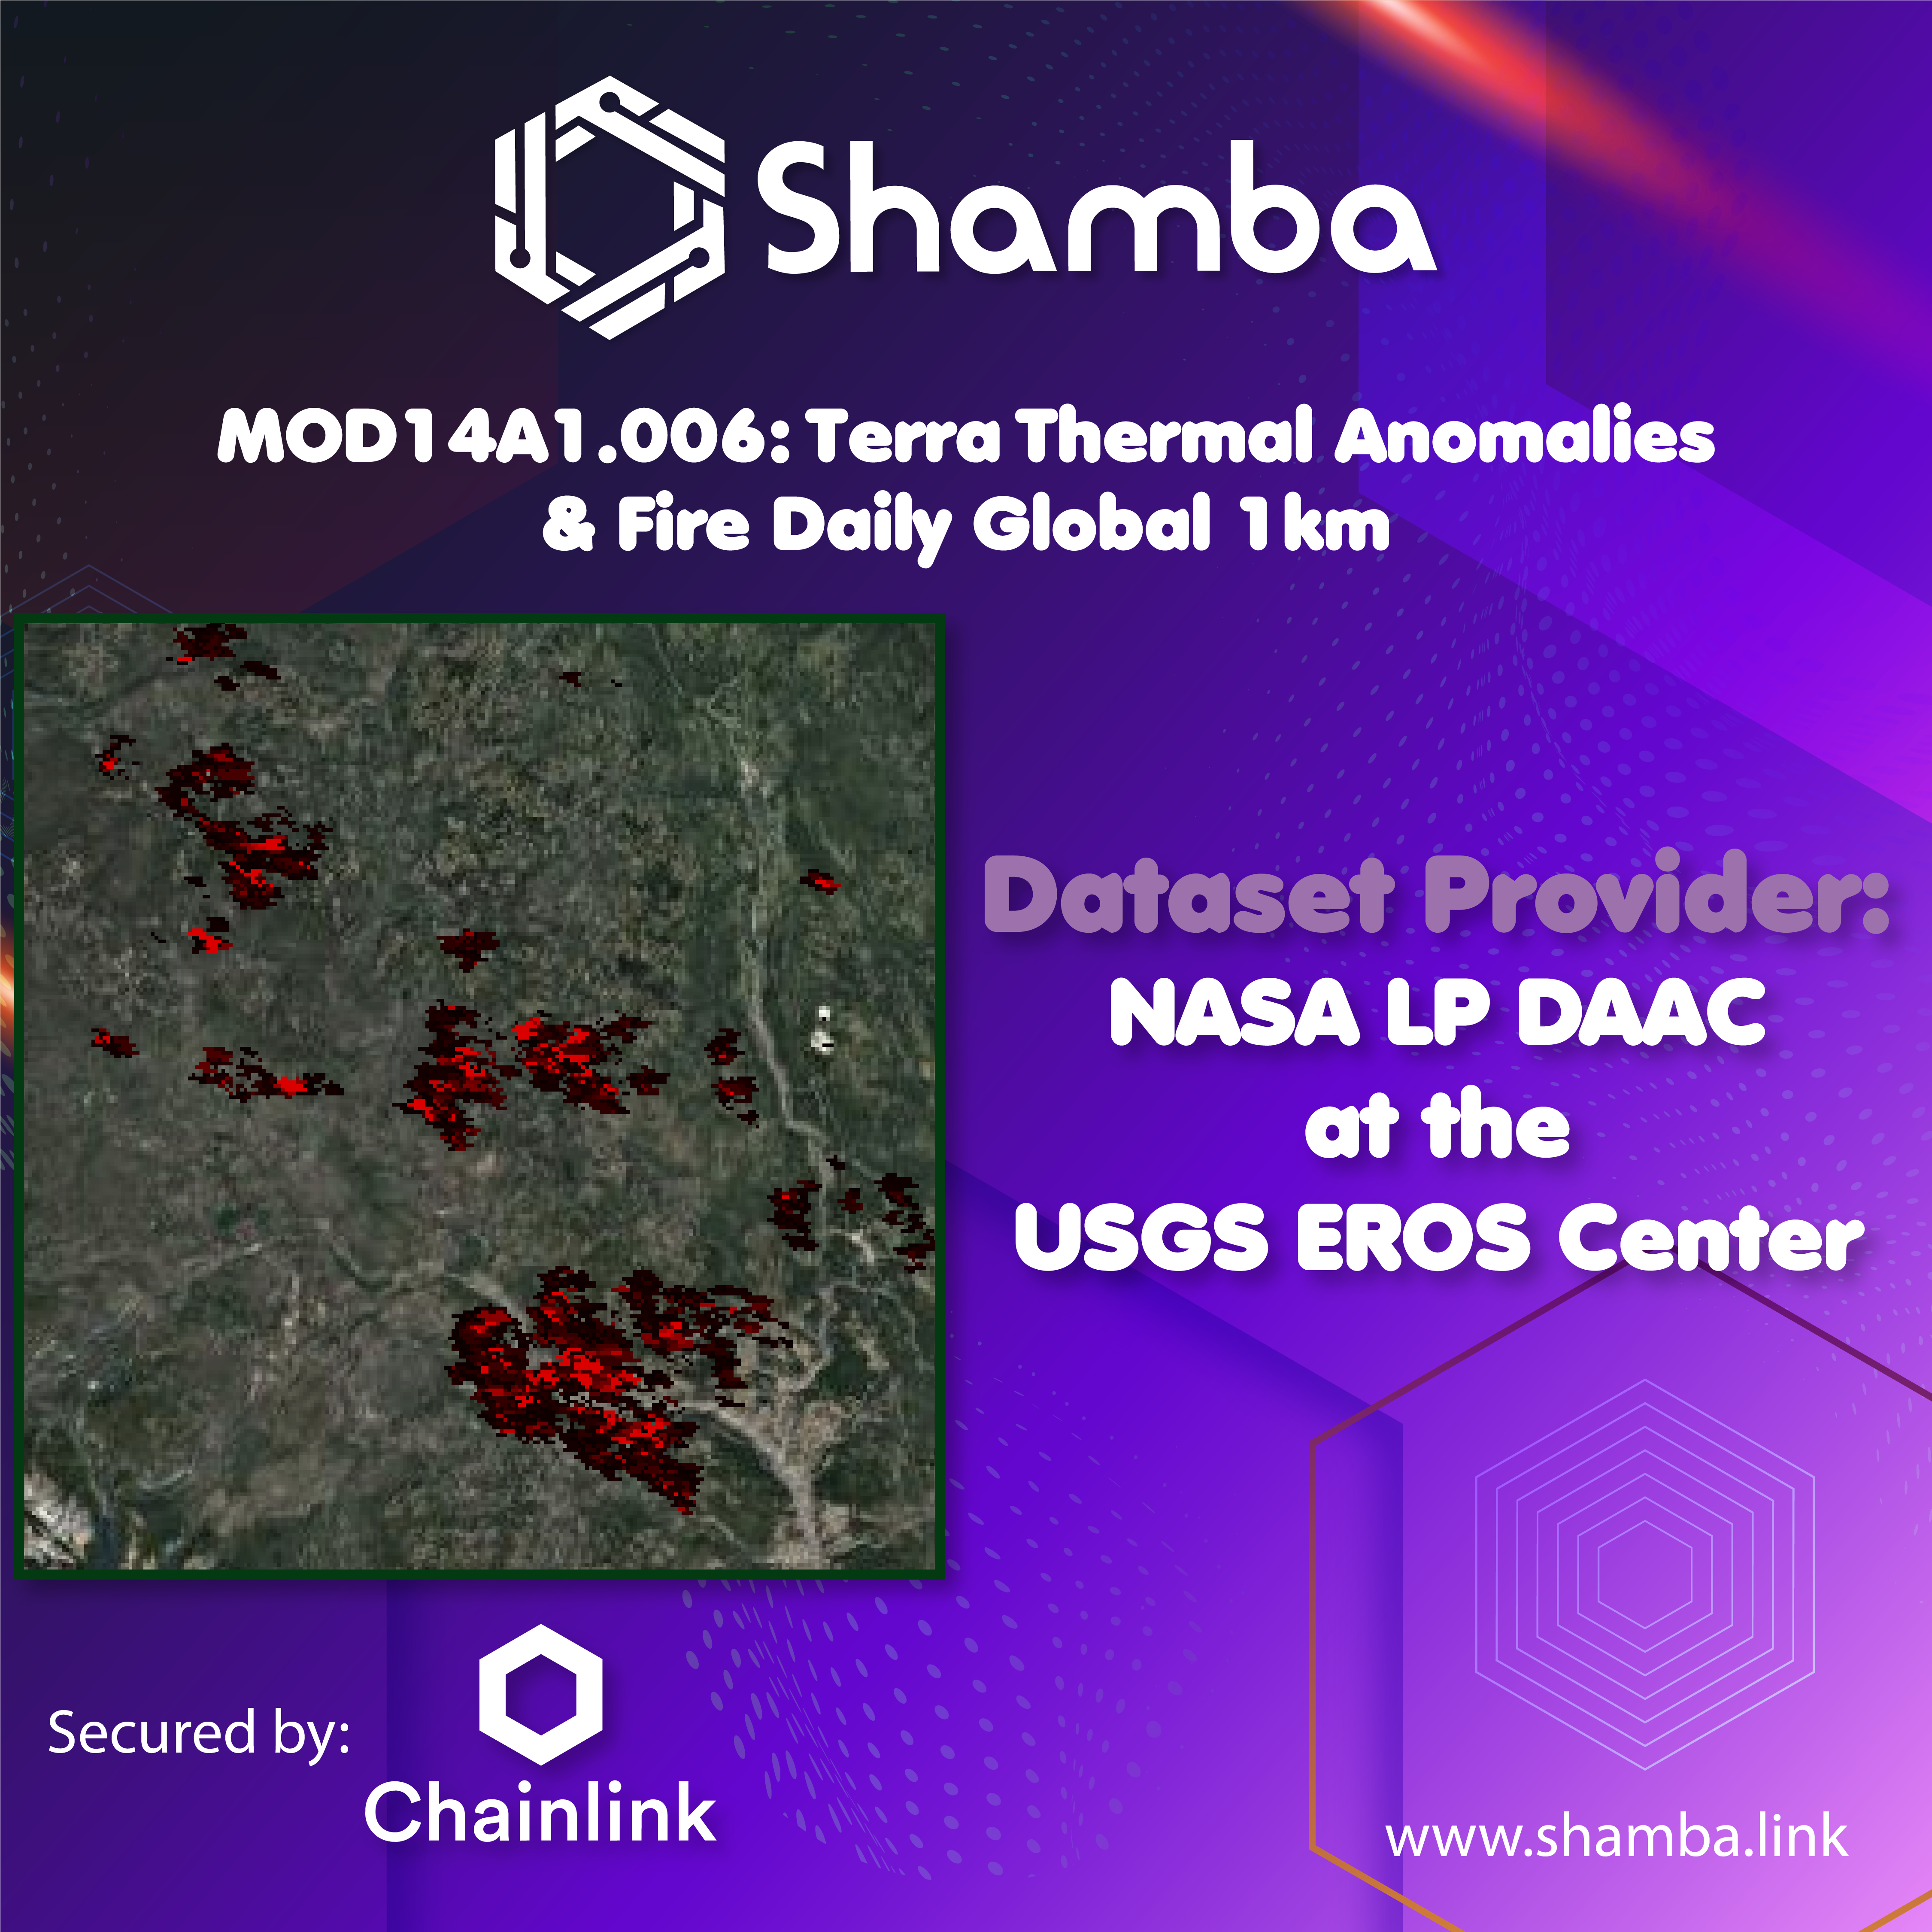 Shamba
MOD14A1.006: Terra Thermal Anomalies
& Fire Daily Global 1km
Dataset Provider:
NASA LP DAAC
at the
USGS EROS Center
Secured by:
Chainlink
www.shamba.link